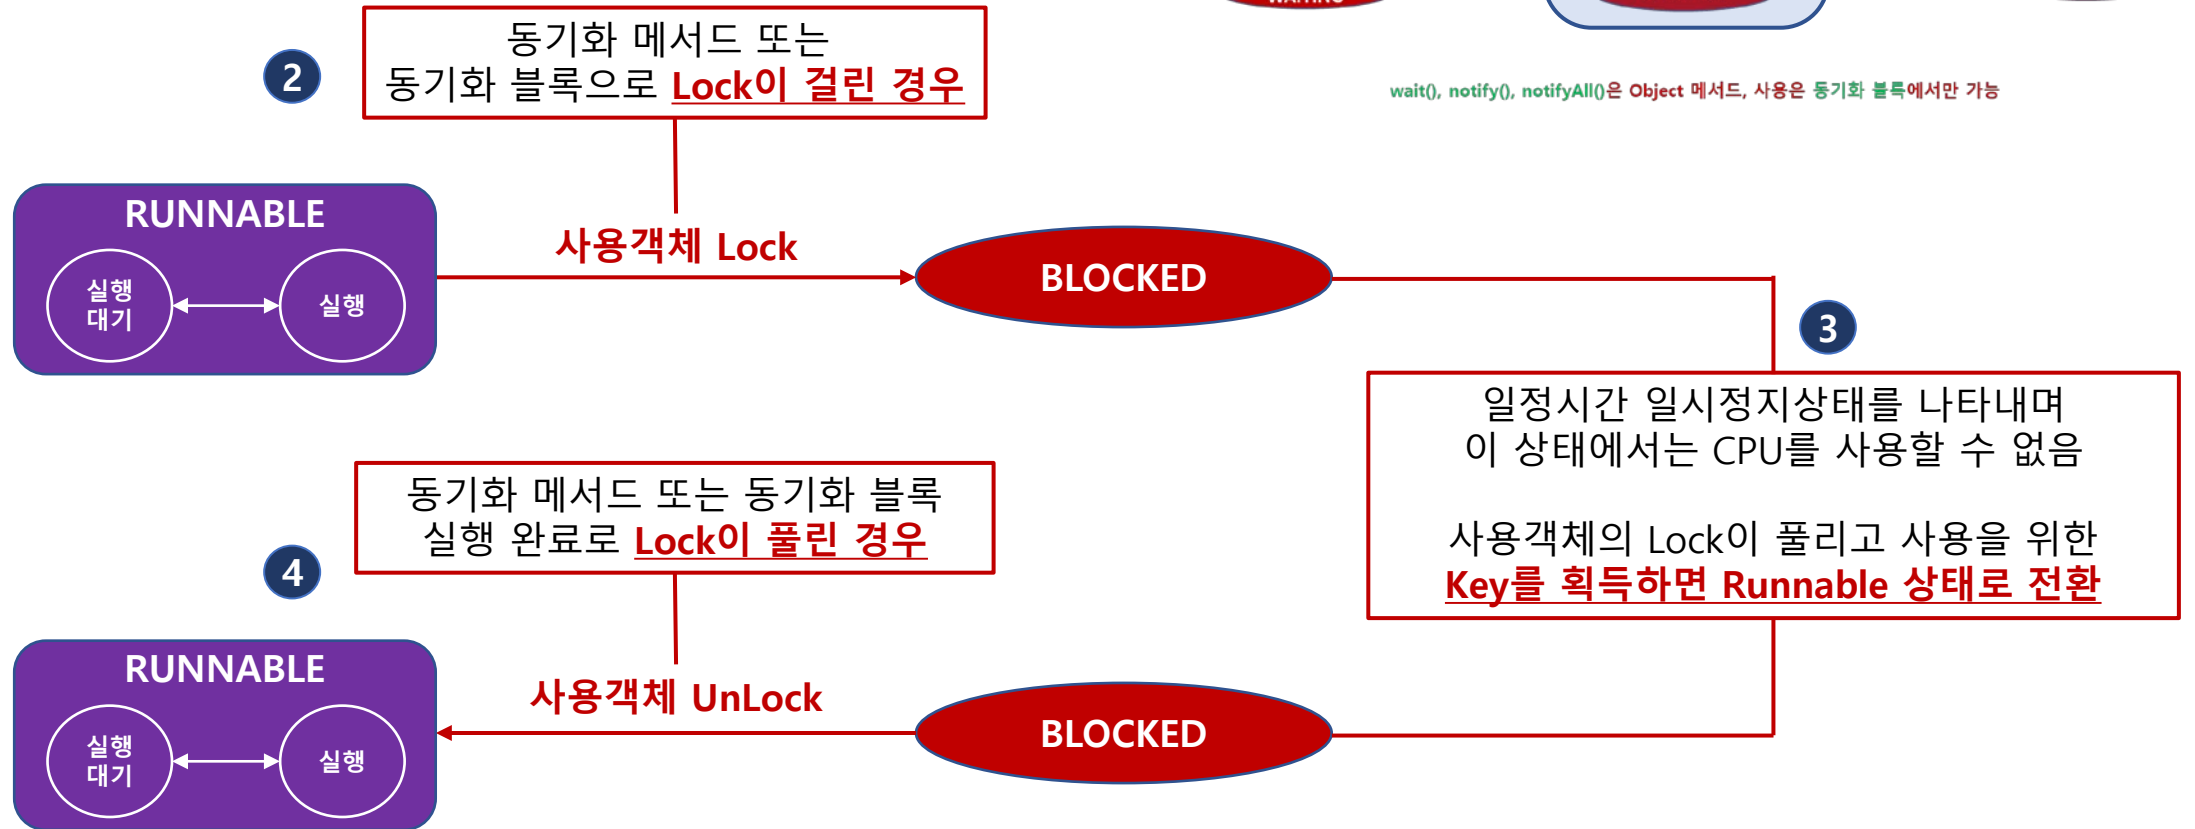 WAITING
wait(), notify(), notifyAll()은 Object 메서드, 사용은 동기화 블록에서만 가능
2
동기화 메서드 또는
동기화 블록으로 Lock이 걸린 경우
RUNNABLE
실행
대기
실행
사용객체 Lock
BLOCKED
3
일정시간 일시정지상태를 나타내며
이 상태에서는 CPU를 사용할 수 없음
사용객체의 Lock이 풀리고 사용을 위한
Key를 획득하면 Runnable 상태로 전환
4
동기화 메서드 또는 동기화 블록
실행 완료로 Lock이 풀린 경우
RUNNABLE
실행
대기
실행
사용객체 UnLock
BLOCKED